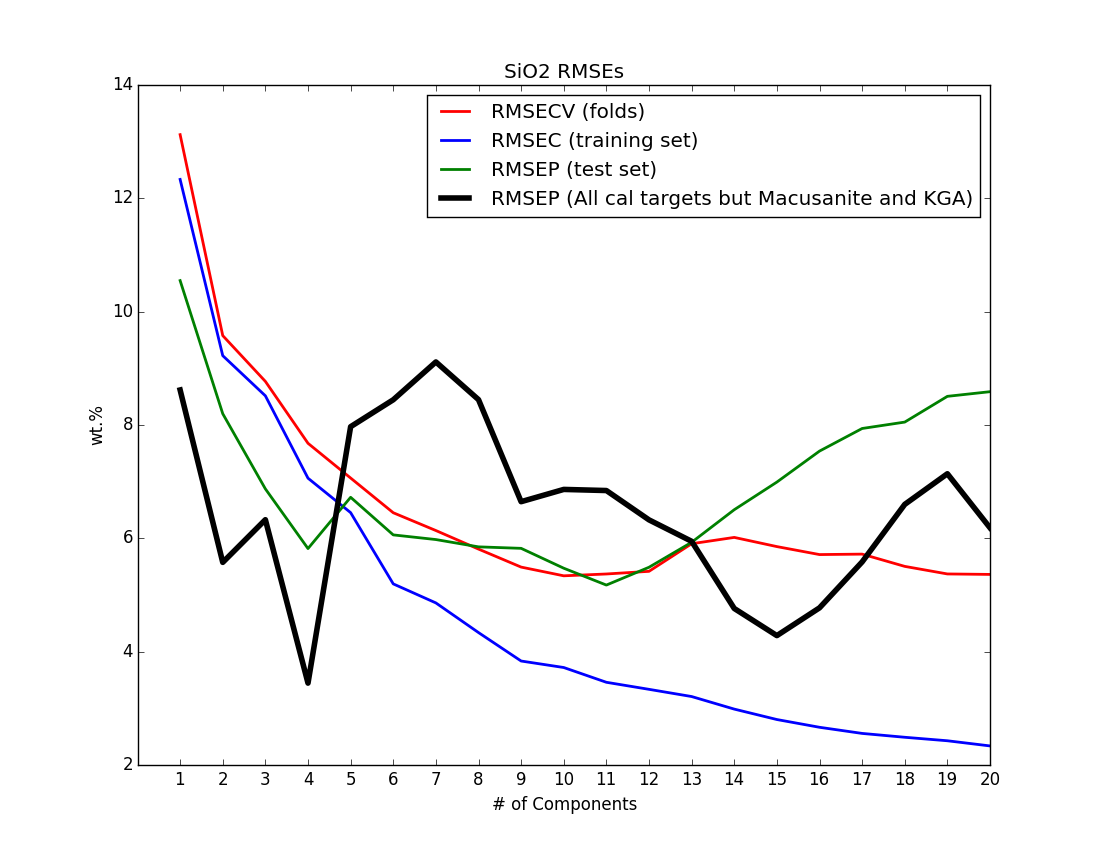 SiO2 RMSEs
14
12
10
8
6
4
2
wt.%
RMSECV (folds)
RMSEC (training set)
RMSEP (test set)
RMSEP (All cal targets but Macusanite and KGA)
1 2 3 4 5 6 7 8 9 10 11 12 13 14 15 16 17 18 19 20
# of Components